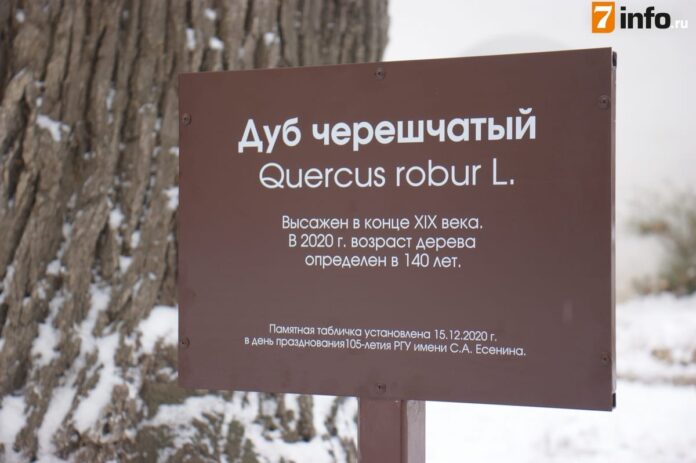 7info.ru
Дуб черешчатый
Quercus robur L.
Высажен в конце XIX века.
В 2020 г. возраст дерева
определен в 140 лет.
Памятная табличка установлена 15.12.2020 г.
в день празднования105-летия РГУ имени С.А. Есенина.